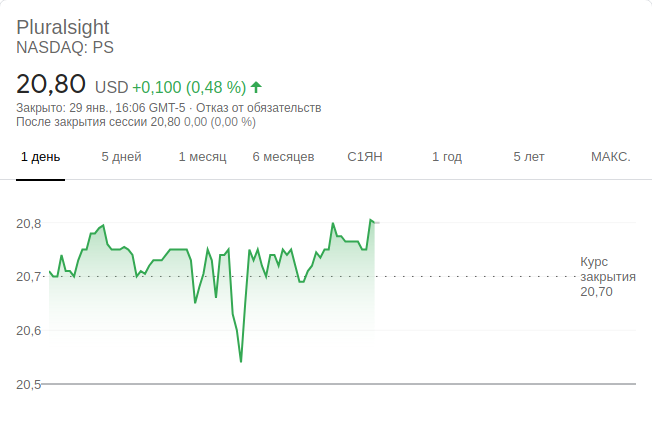 Pluralsight
NASDAQ: PS
20,80 USD +0,100 (0,48 %)
Закрыто: 29 янв., 16:06 GMT-5 · Отказ от обязательств
После закрытия сессии 20,80 0,00 (0,00 %)
1 день 5 дней 1 месяц 6 месяцев С1ЯН 1 год 5 лет МАКС.
20,8
20,7
20,6
20,5
Курс
закрытия
20,70